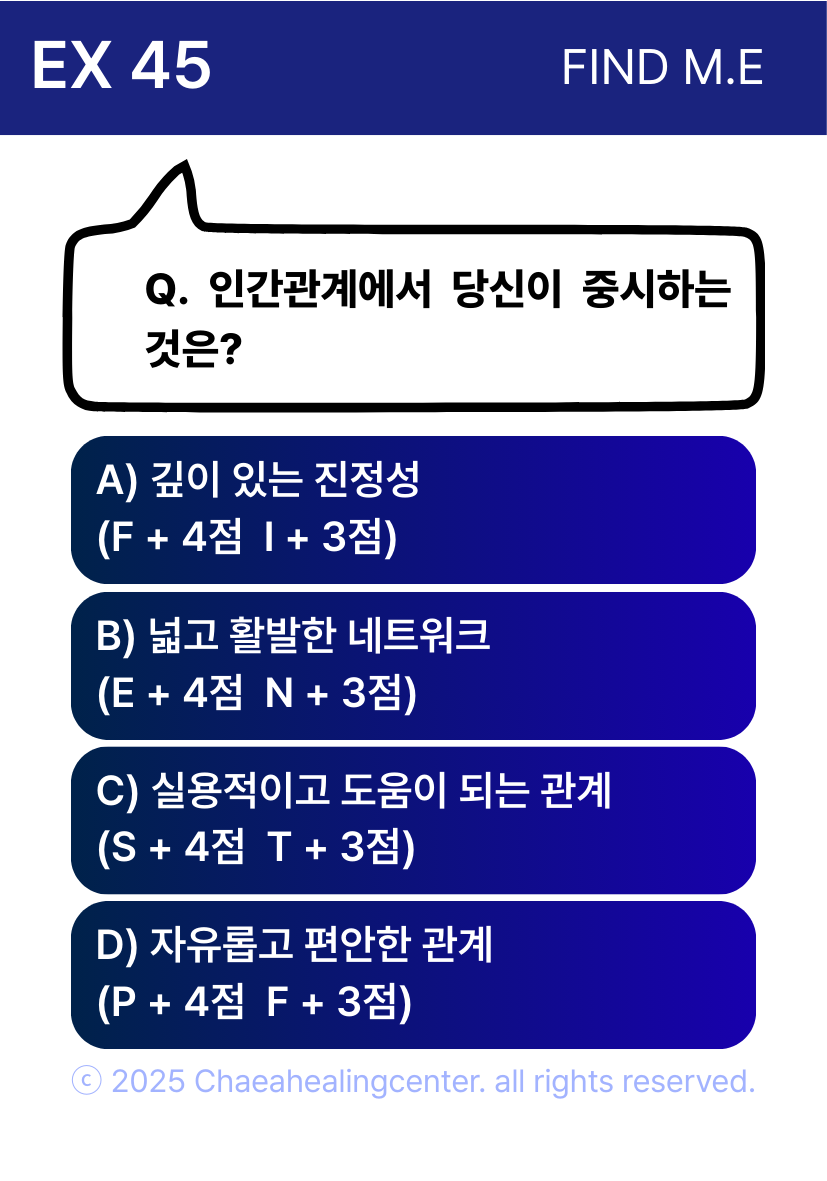 EX 45
FIND M.E
Q. 인간관계에서 당신이 중시하는
것은?
A) 깊이 있는 진정성
(F + 4점 I + 3점)
B) 넓고 활발한 네트워크
(E + 4점 N + 3점)
C) 실용적이고 도움이 되는 관계
(S + 4점 T + 3점)
D) 자유롭고 편안한 관계
(P + 4점 F + 3점)
ⓒ 2025 Chaeahealingcenter. all rights reserved.